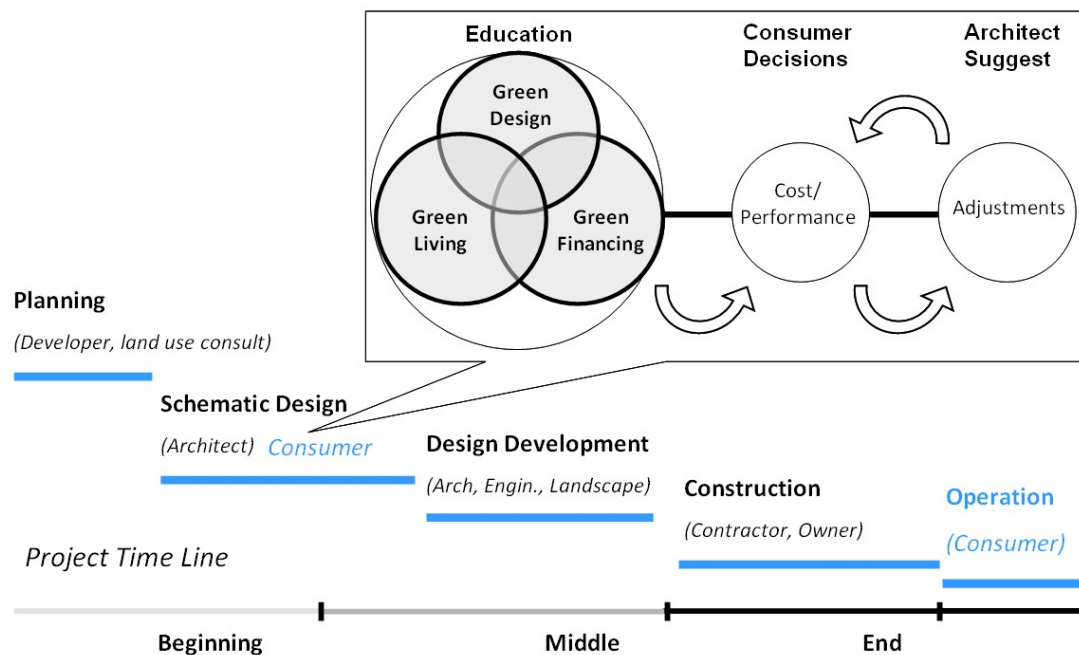 Education
Consumer
Decisions
Architect
Suggest
Green
Design
Green
Living
Green
Financing
Cost/
Performance
Adjustments
Planning
(Developer, land use consult)
Schematic Design
(Architect) Consumer
Design Development
(Arch, Engin., Landscape)
Construction
(Contractor, Owner)
Operation
(Consumer)
Project Time Line
Beginning
Middle
End